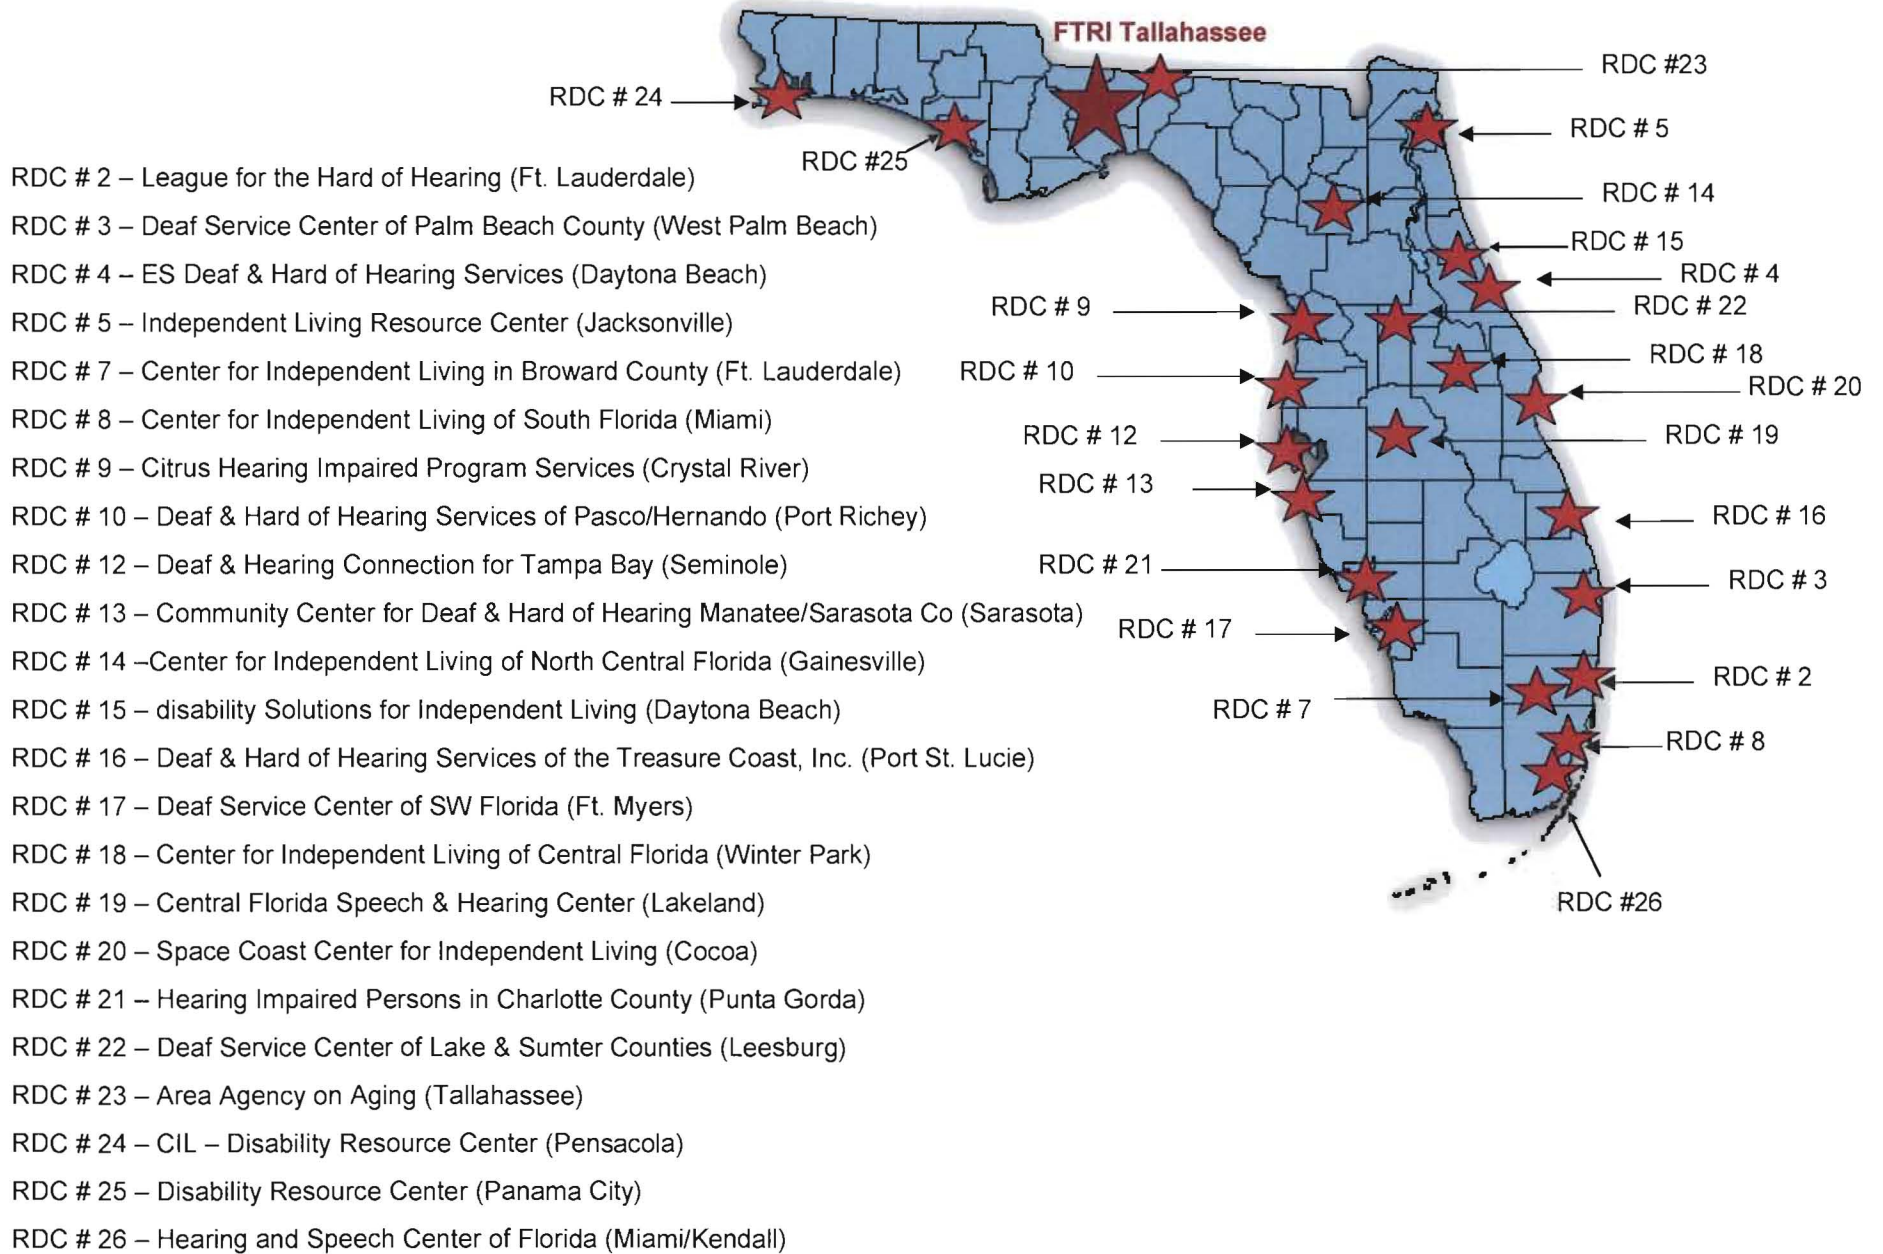 FTRI Tallahassee
RDC #23
RDC # 24
RDC # 5
RDC #25
RDC # 14
RDC # 15
RDC # 4
RDC # 9
RDC # 22
RDC # 18
RDC # 10
RDC # 20
RDC # 12
RDC # 19
RDC # 13
RDC # 16
RDC # 21
RDC # 3
RDC # 17
RDC # 2
RDC # 7
RDC # 8
RDC #26
RDC # 2 – League for the Hard of Hearing (Ft. Lauderdale)
RDC # 3 – Deaf Service Center of Palm Beach County (West Palm Beach)
RDC # 4 – ES Deaf & Hard of Hearing Services (Daytona Beach)
RDC # 5 – Independent Living Resource Center (Jacksonville)
RDC # 7 – Center for Independent Living in Broward County (Ft. Lauderdale)
RDC # 8 – Center for Independent Living of South Florida (Miami)
RDC # 9 – Citrus Hearing Impaired Program Services (Crystal River)
RDC # 10 – Deaf & Hard of Hearing Services of Pasco/Hernando (Port Richey)
RDC # 12 – Deaf & Hearing Connection for Tampa Bay (Seminole)
RDC # 13 – Community Center for Deaf & Hard of Hearing Manatee/Sarasota Co (Sarasota)
RDC # 14 –Center for Independent Living of North Central Florida (Gainesville)
RDC # 15 – disability Solutions for Independent Living (Daytona Beach)
RDC # 16 – Deaf & Hard of Hearing Services of the Treasure Coast, Inc. (Port St. Lucie)
RDC # 17 – Deaf Service Center of SW Florida (Ft. Myers)
RDC # 18 – Center for Independent Living of Central Florida (Winter Park)
RDC # 19 – Central Florida Speech & Hearing Center (Lakeland)
RDC # 20 – Space Coast Center for Independent Living (Cocoa)
RDC # 21 – Hearing Impaired Persons in Charlotte County (Punta Gorda)
RDC # 22 – Deaf Service Center of Lake & Sumter Counties (Leesburg)
RDC # 23 – Area Agency on Aging (Tallahassee)
RDC # 24 – CIL – Disability Resource Center (Pensacola)
RDC # 25 – Disability Resource Center (Panama City)
RDC # 26 – Hearing and Speech Center of Florida (Miami/Kendall)